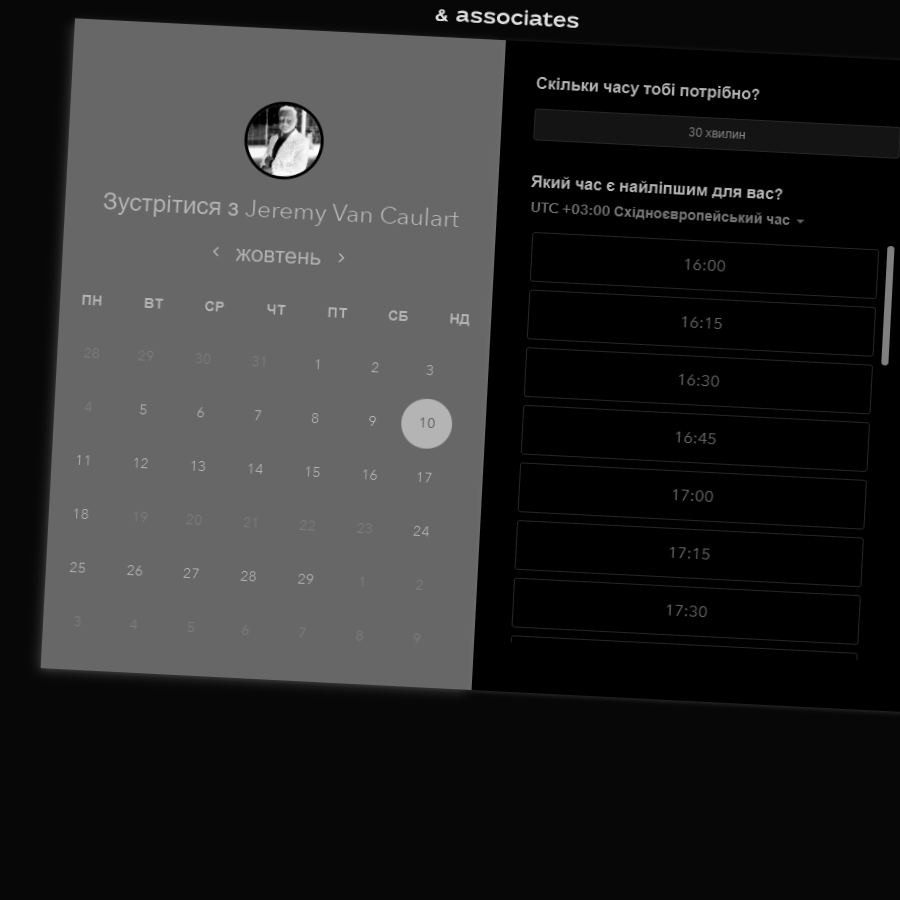 & associates
Зустрітися з Jeremy Van Caulart
жовтень
ПН ВТ СР ЧТ ПТ СБ НД
28 29 30 31 1 2 3
4 5 6 7 8 9 10
11 12 13 14 15 16 17
18 19 20 21 22 23 24
25 26 27 28 29 1 2
3 4 5 6 7 8 9
Скільки часу тобі потрібно?
30 хвилин
Який час є найліпшим для вас?
UTC +03:00 Східноєвропейський час
16:00
16:15
16:30
16:45
17:00
17:15
17:30